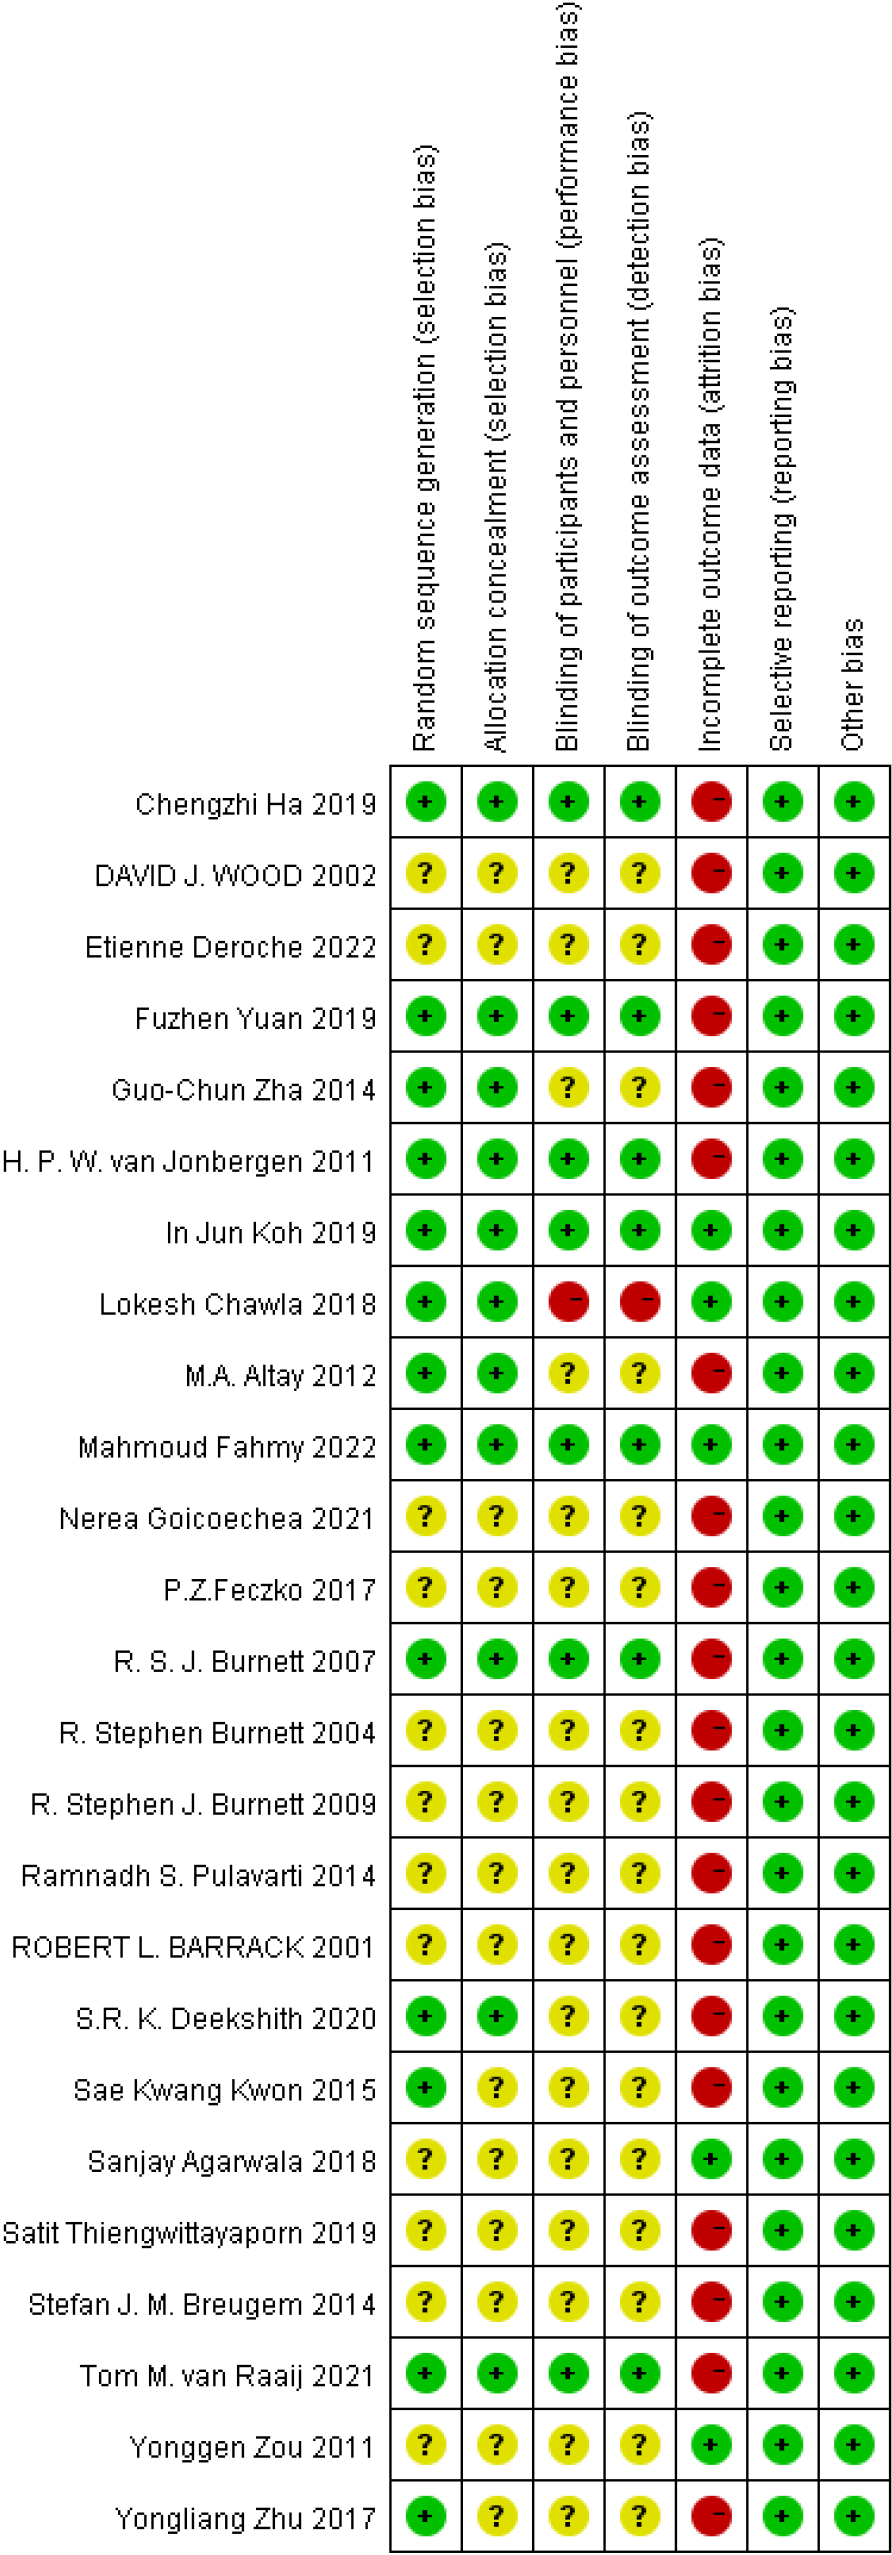 Random sequence generation (selection bias)
Allocation concealment (selection bias)
Blinding of participants and personnel (performance bias)
Blinding of outcome assessment (detection bias)
Incomplete outcome data (attrition bias)
Selective reporting (reporting bias)
Other bias
Chengzhi Ha 2019 + + + + - + +
DAVID J. WOOD 2002 ? ? ? ? - + +
Etienne Deroche 2022 ? ? ? ? - + +
Fuzhen Yuan 2019 + + + + - + +
Guo-Chun Zha 2014 + + ? ? - + +
H. P. W. van Jonbergen 2011 + + + + - + +
In Jun Koh 2019 + + + + + + +
Lokesh Chawla 2018 + + - - + + +
M.A. Altay 2012 + + ? ? - + +
Mahmoud Fahmy 2022 + + + + + + +
Nerea Goicoechea 2021 ? ? ? ? - + +
P.Z.Feczko 2017 ? ? ? ? - + +
R. S. J. Burnett 2007 + + + + - + +
R. Stephen Burnett 2004 ? ? ? ? - + +
R. Stephen J. Burnett 2009 ? ? ? ? - + +
Ramnadh S. Pulavarti 2014 ? ? ? ? - + +
ROBERT L. BARRACK 2001 ? ? ? ? - + +
S.R. K. Deekshith 2020 + + ? ? - + +
Sae Kwang Kwon 2015 + ? ? ? - + +
Sanjay Agarwala 2018 ? ? ? ? + + +
Satit Thiengwittayaporn 2019 ? ? ? ? - + +
Stefan J. M. Breugem 2014 ? ? ? ? - + +
Tom M. van Raaij 2021 + + + + - + +
Yonggen Zou 2011 ? ? ? ? + + +
Yongliang Zhu 2017 + ? ? ? - + +